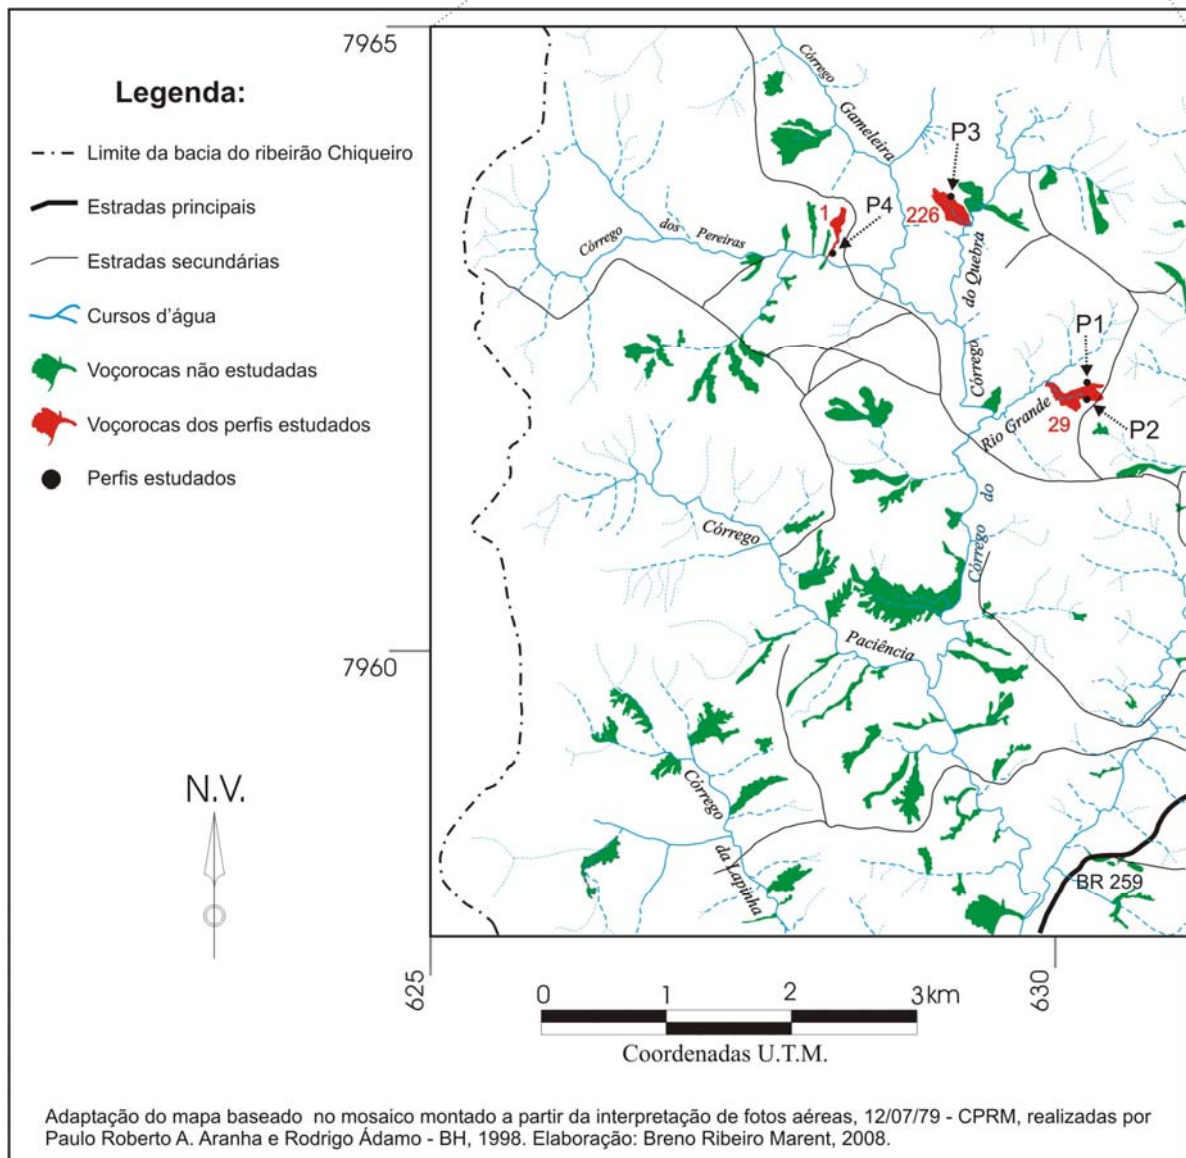 7965
Legenda:
Limite da bacia do ribeirão Chiqueiro
Estradas principais
Estradas secundárias
Cursos d'água
Voçorocas não estudadas
Voçorocas dos perfis estudados
Perfis estudados
Córrego
Gameleira
P3
226
1
P4
Córrego
dos
Pereiras
do Quebra
Córrego
P1
Rio Grande
29
P2
do
Córrego
Córrego
Paciência
7960
N.V.
Córrego
da Lapinha
BR 259
625
630
0 1 2 3 km
Coordenadas U.T.M.
Adaptação do mapa baseado no mosaico montado a partir da interpretação de fotos aéreas, 12/07/79 - CPRM, realizadas por
Paulo Roberto A. Aranha e Rodrigo Ádamo - BH, 1998. Elaboração: Breno Ribeiro Marent, 2008.